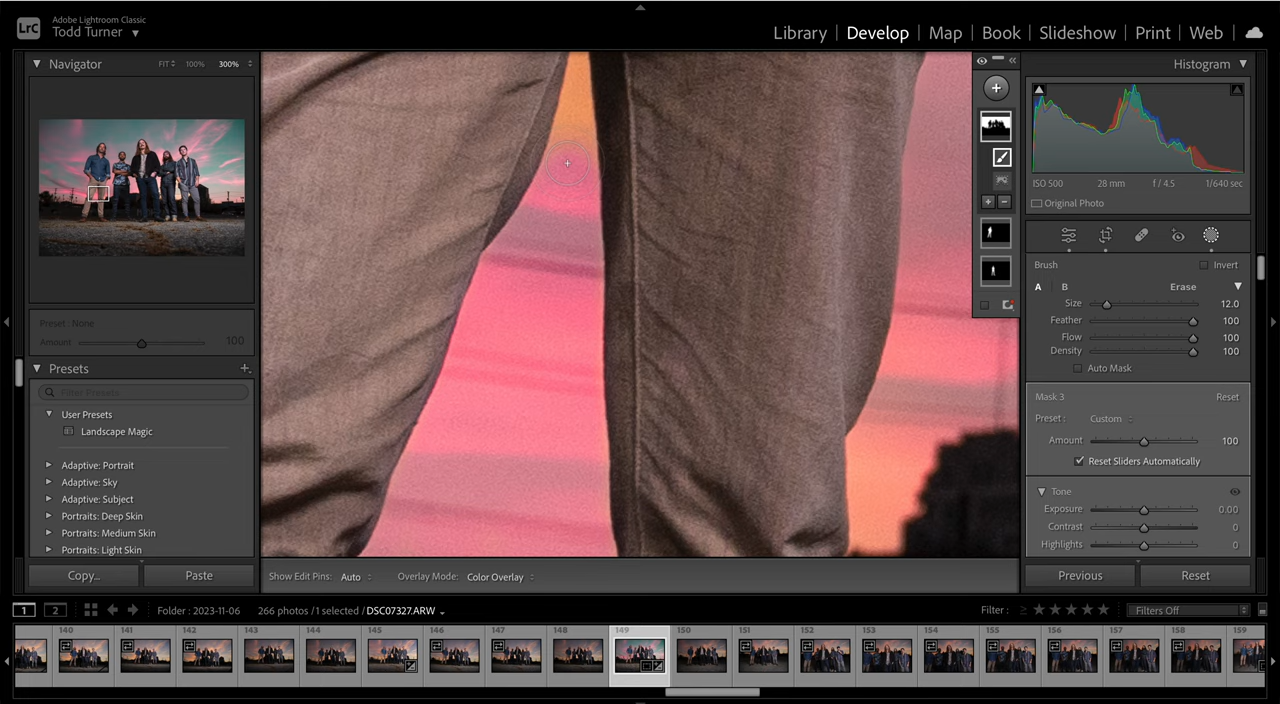 LrC
Adobe Lightroom Classic
Todd Turner
Library | Develop | Map | Book | Slideshow | Print | Web
Navigator
FIT
100%
300%
Preset : None
Amount
100
Presets
Filter Presets
User Presets
Landscape Magic
Adaptive: Portrait
Adaptive: Sky
Adaptive: Subject
Portraits: Deep Skin
Portraits: Medium Skin
Portraits: Light Skin
Copy...
Paste
Show Edit Pins: Auto
Overlay Mode: Color Overlay
Histogram
ISO 500
28 mm
f / 4.5
1/640 sec
Original Photo
Brush
Invert
A B Erase
Size 12.0
Feather 100
Flow 100
Density 100
Auto Mask
Mask 3
Reset
Preset : Custom
Amount 100
Reset Sliders Automatically
Tone
Exposure 0.00
Contrast 0
Highlights 0
Previous
Reset
1 2
Folder : 2023-11-06
266 photos / 1 selected / DSC07327.ARW
Filter :
Filters Off
140 141 142 143 144 145 146 147 148 149 150 151 152 153 154 155 156 157 158 159